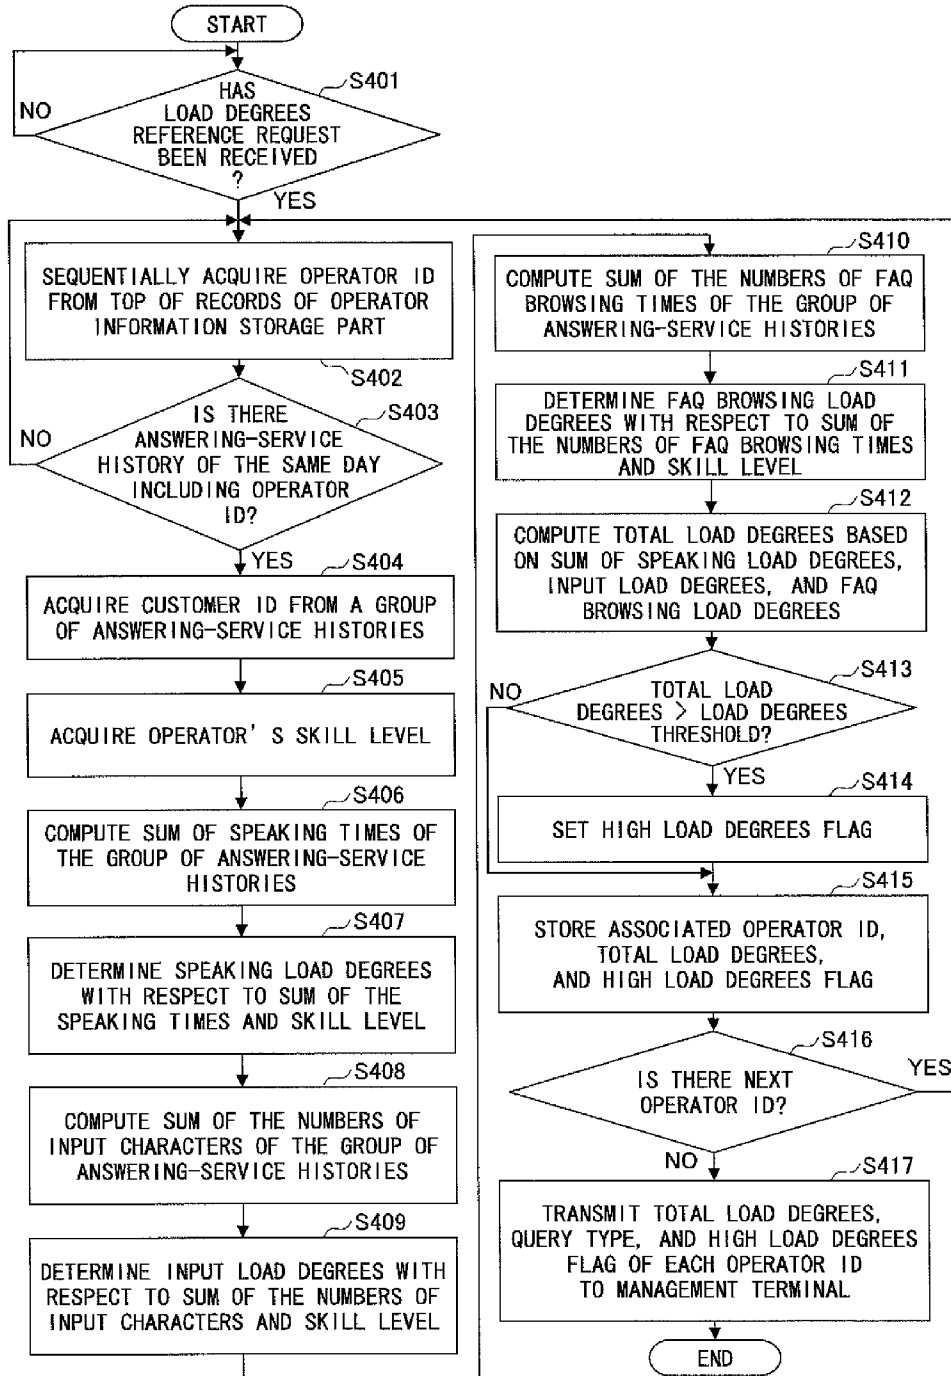 START
S401
HAS
LOAD DEGREES
REFERENCE REQUEST
BEEN RECEIVED
?
NO
YES
SEQUENTIALLY ACQUIRE OPERATOR ID
FROM TOP OF RECORDS OF OPERATOR
INFORMATION STORAGE PART
S402
S403
IS THERE
ANSWERING-SERVICE
HISTORY OF THE SAME DAY
INCLUDING OPERATOR
ID?
NO
YES
S404
ACQUIRE CUSTOMER ID FROM A GROUP
OF ANSWERING-SERVICE HISTORIES
S405
ACQUIRE OPERATOR'S SKILL LEVEL
S406
COMPUTE SUM OF SPEAKING TIMES OF
THE GROUP OF ANSWERING-SERVICE
HISTORIES
S407
DETERMINE SPEAKING LOAD DEGREES
WITH RESPECT TO SUM OF THE
SPEAKING TIMES AND SKILL LEVEL
S408
COMPUTE SUM OF THE NUMBERS OF
INPUT CHARACTERS OF THE GROUP OF
ANSWERING-SERVICE HISTORIES
S409
DETERMINE INPUT LOAD DEGREES WITH
RESPECT TO SUM OF THE NUMBERS OF
INPUT CHARACTERS AND SKILL LEVEL
S410
COMPUTE SUM OF THE NUMBERS OF FAQ
BROWSING TIMES OF THE GROUP OF
ANSWERING-SERVICE HISTORIES
S411
DETERMINE FAQ BROWSING LOAD
DEGREES WITH RESPECT TO SUM OF
THE NUMBERS OF FAQ BROWSING TIMES
AND SKILL LEVEL
S412
COMPUTE TOTAL LOAD DEGREES BASED
ON SUM OF SPEAKING LOAD DEGREES,
INPUT LOAD DEGREES, AND FAQ
BROWSING LOAD DEGREES
S413
NO
TOTAL LOAD
DEGREES > LOAD DEGREES
THRESHOLD?
YES
S414
SET HIGH LOAD DEGREES FLAG
S415
STORE ASSOCIATED OPERATOR ID,
TOTAL LOAD DEGREES,
AND HIGH LOAD DEGREES FLAG
S416
YES
IS THERE NEXT
OPERATOR ID?
NO
S417
TRANSMIT TOTAL LOAD DEGREES,
QUERY TYPE, AND HIGH LOAD DEGREES
FLAG OF EACH OPERATOR ID
TO MANAGEMENT TERMINAL
END